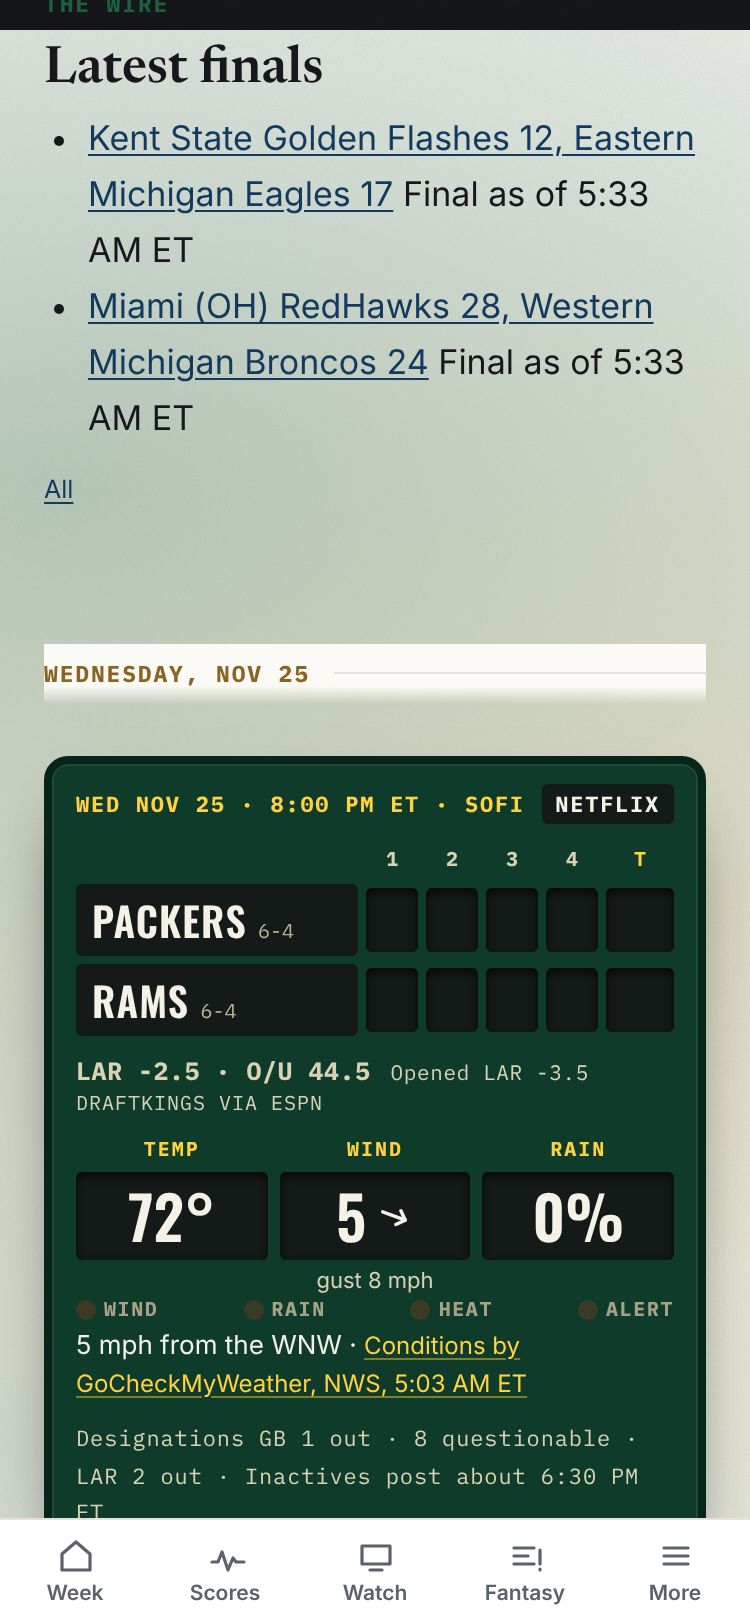 THE WIRE
Latest finals
Kent State Golden Flashes 12, Eastern
Michigan Eagles 17 Final as of 5:33
AM ET
Miami (OH) RedHawks 28, Western
Michigan Broncos 24 Final as of 5:33
AM ET
All
WEDNESDAY, NOV 25
WED NOV 25 · 8:00 PM ET · SOFI NETFLIX
1 2 3 4 T
PACKERS 6-4
RAMS 6-4
LAR -2.5 · O/U 44.5 Opened LAR -3.5
DRAFTKINGS VIA ESPN
TEMP WIND RAIN
72° 5 → 0%
gust 8 mph
WIND RAIN HEAT ALERT
5 mph from the WNW · Conditions by
GoCheckMyWeather, NWS, 5:03 AM ET
Designations GB 1 out · 8 questionable ·
LAR 2 out · Inactives post about 6:30 PM
ET
Week Scores Watch Fantasy More